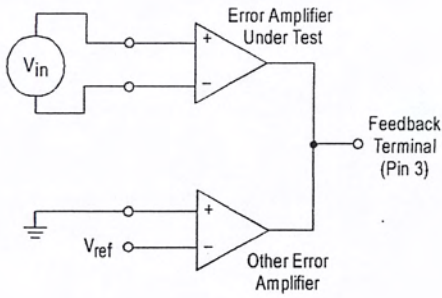 Error Amplifier
Under Test
+
Vin
−
Feedback
Terminal
(Pin 3)
+
Vref
−
Other Error
Amplifier